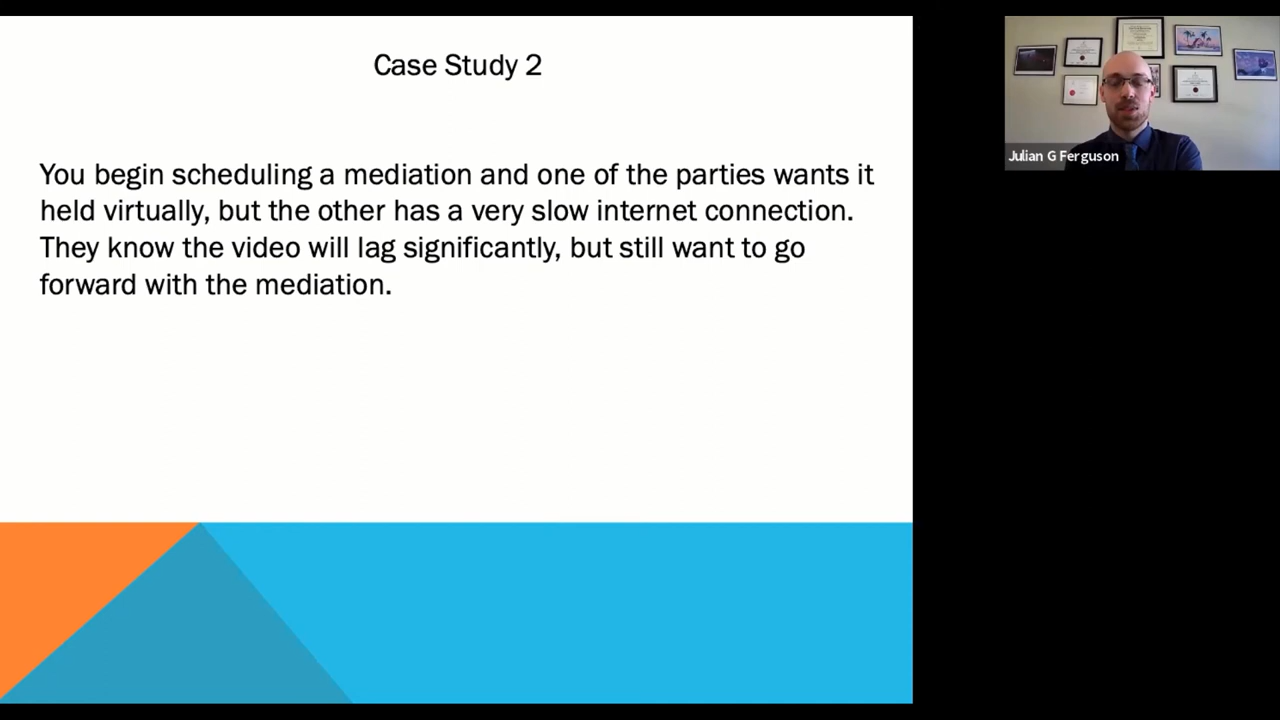 Case Study 2
You begin scheduling a mediation and one of the parties wants it
held virtually, but the other has a very slow internet connection.
They know the video will lag significantly, but still want to go
forward with the mediation.
Julian G Ferguson